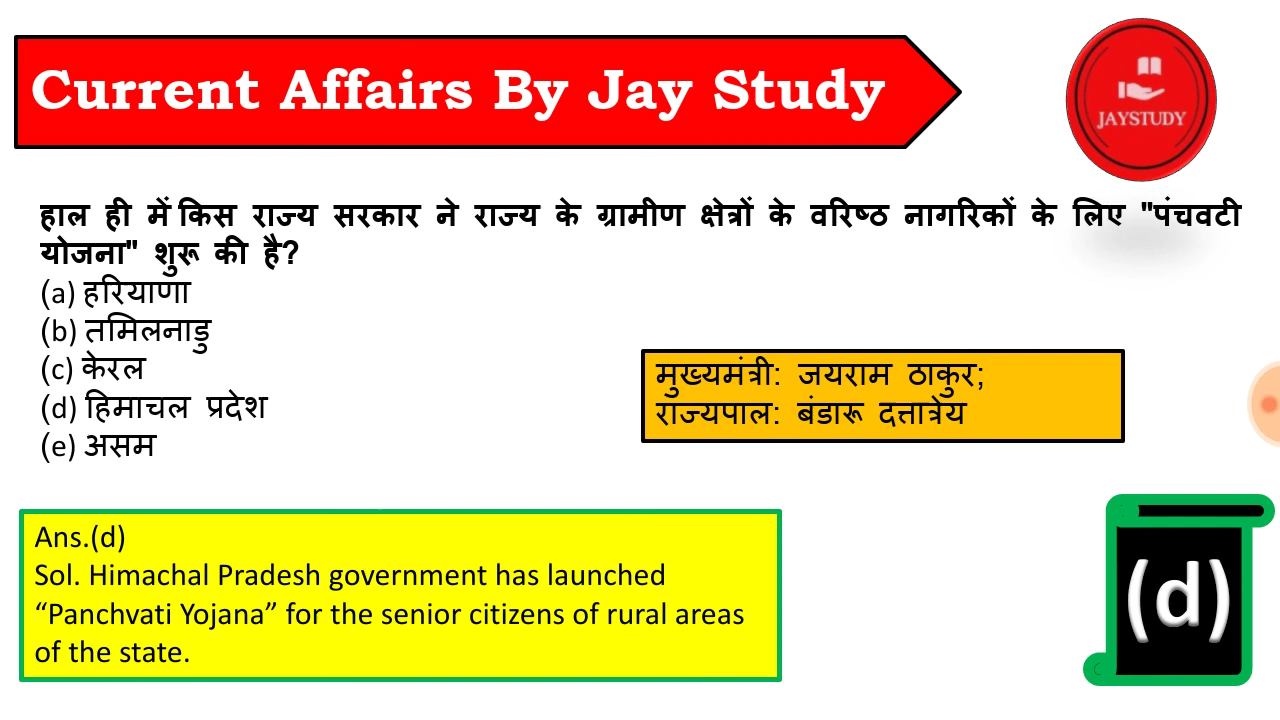 Current Affairs By Jay Study
JAYSTUDY
हाल ही में किस राज्य सरकार ने राज्य के ग्रामीण क्षेत्रों के वरिष्ठ नागरिकों के लिए "पंचवटी
योजना" शुरू की है?
(a) हरियाणा
(b) तमिलनाडु
(c) केरल
(d) हिमाचल प्रदेश
(e) असम
मुख्यमंत्री: जयराम ठाकुर;
राज्यपाल: बंडारू दत्तात्रेय
Ans.(d)
Sol. Himachal Pradesh government has launched
“Panchvati Yojana” for the senior citizens of rural areas
of the state.
(d)